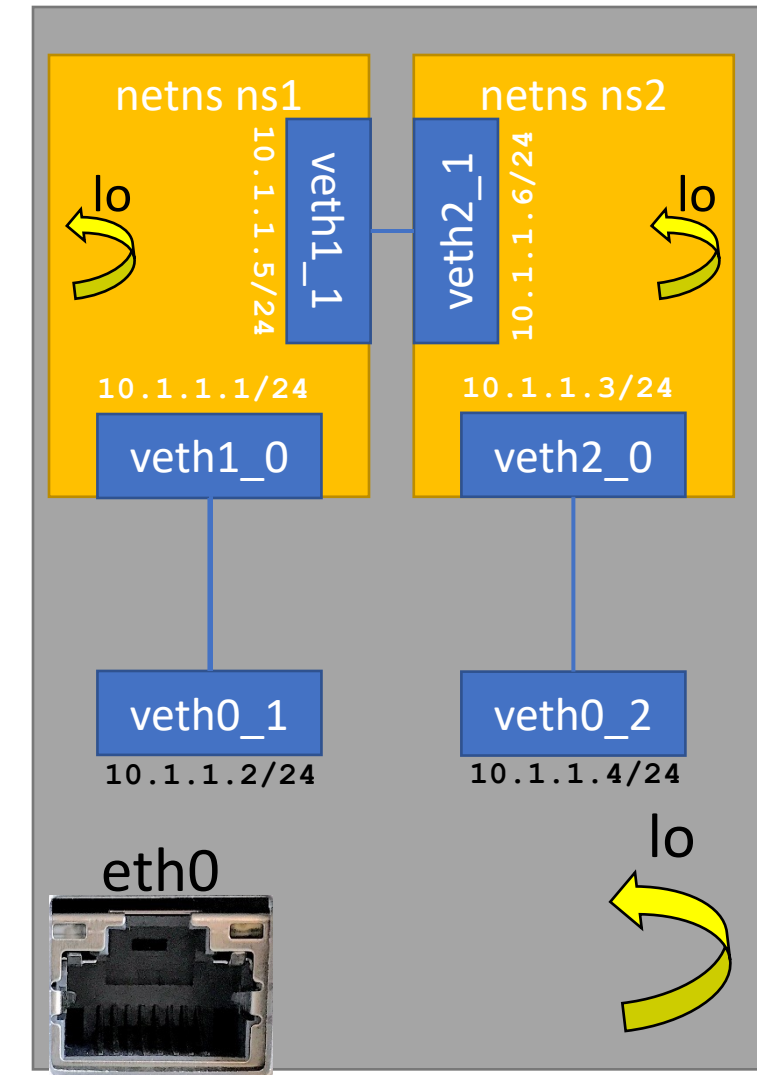 netns ns1
10.1.1.5/24
veth1_1
lo
10.1.1.1/24
veth1_0
netns ns2
veth2_1
10.1.1.6/24
lo
10.1.1.3/24
veth2_0
veth0_1
10.1.1.2/24
veth0_2
10.1.1.4/24
eth0
lo